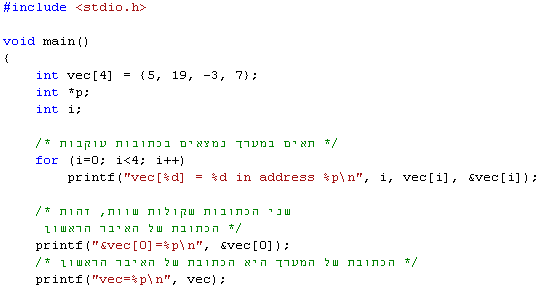 #include <stdio.h>
void main()
{
int vec[4] = {5, 19, -3, 7};
int *p;
int i;
/* תאים במערך נמצאים בכתובות עוקבות */
for (i=0; i<4; i++)
printf("vec[%d] = %d in address %p\n", i, vec[i], &vec[i]);
/* שני הכתובות שקולות שוות, זהות
הכתובת של האיבר הראשון */
printf("&vec[0]=%p\n", &vec[0]);
/* הכתובת של המערך היא הכתובת של האיבר הראשון */
printf("vec=%p\n", vec);